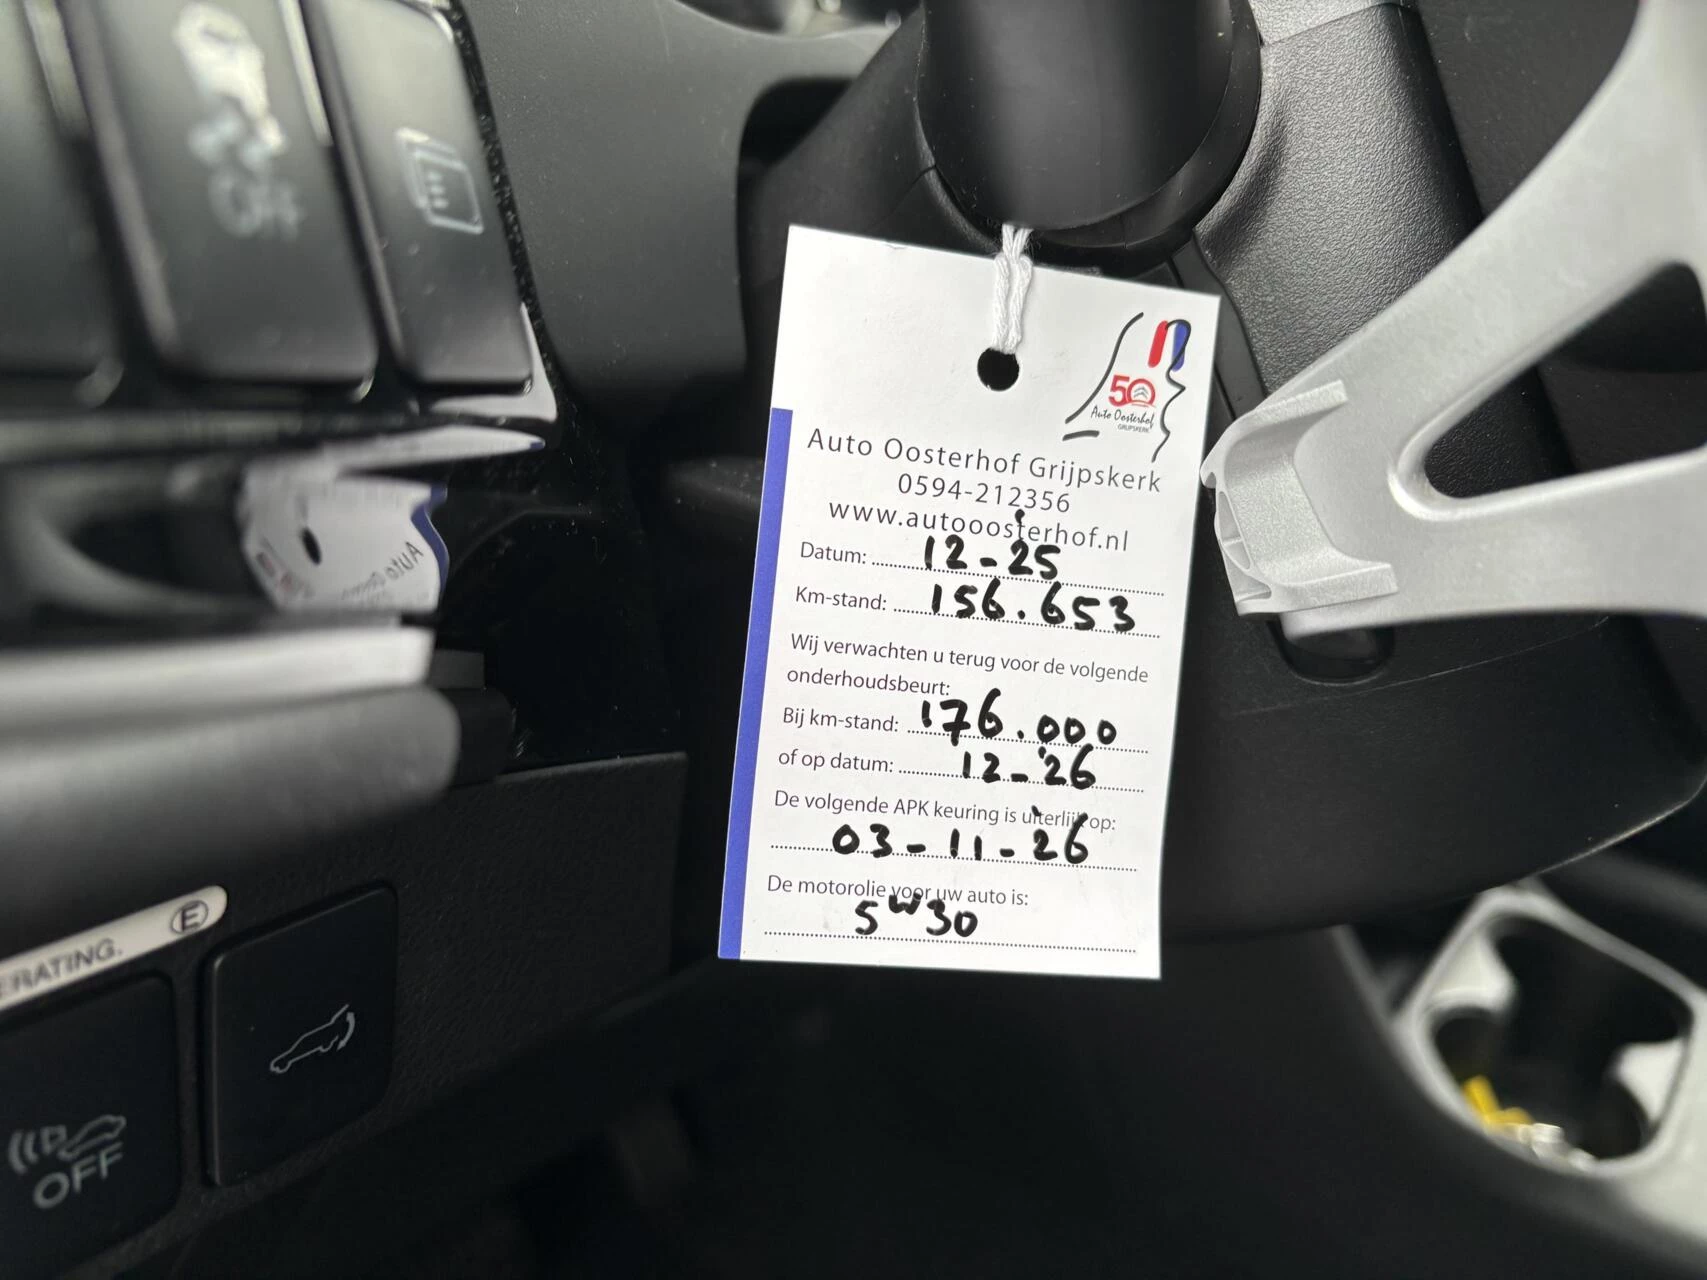 50
Auto Oosterhof
GRIJPSKERK
Auto Oosterhof Grijpskerk
0594-212356
www.autooosterhof.nl
Datum: 12-'25
Km-stand: 156.653
Wij verwachten u terug voor de volgende
onderhoudsbeurt:
Bij km-stand: 176.000
of op datum: 12-'26
De volgende APK keuring is uiterlijk op:
03-11-'26
De motorolie voor uw auto is:
5W30
Auto
ERATING. E
OFF